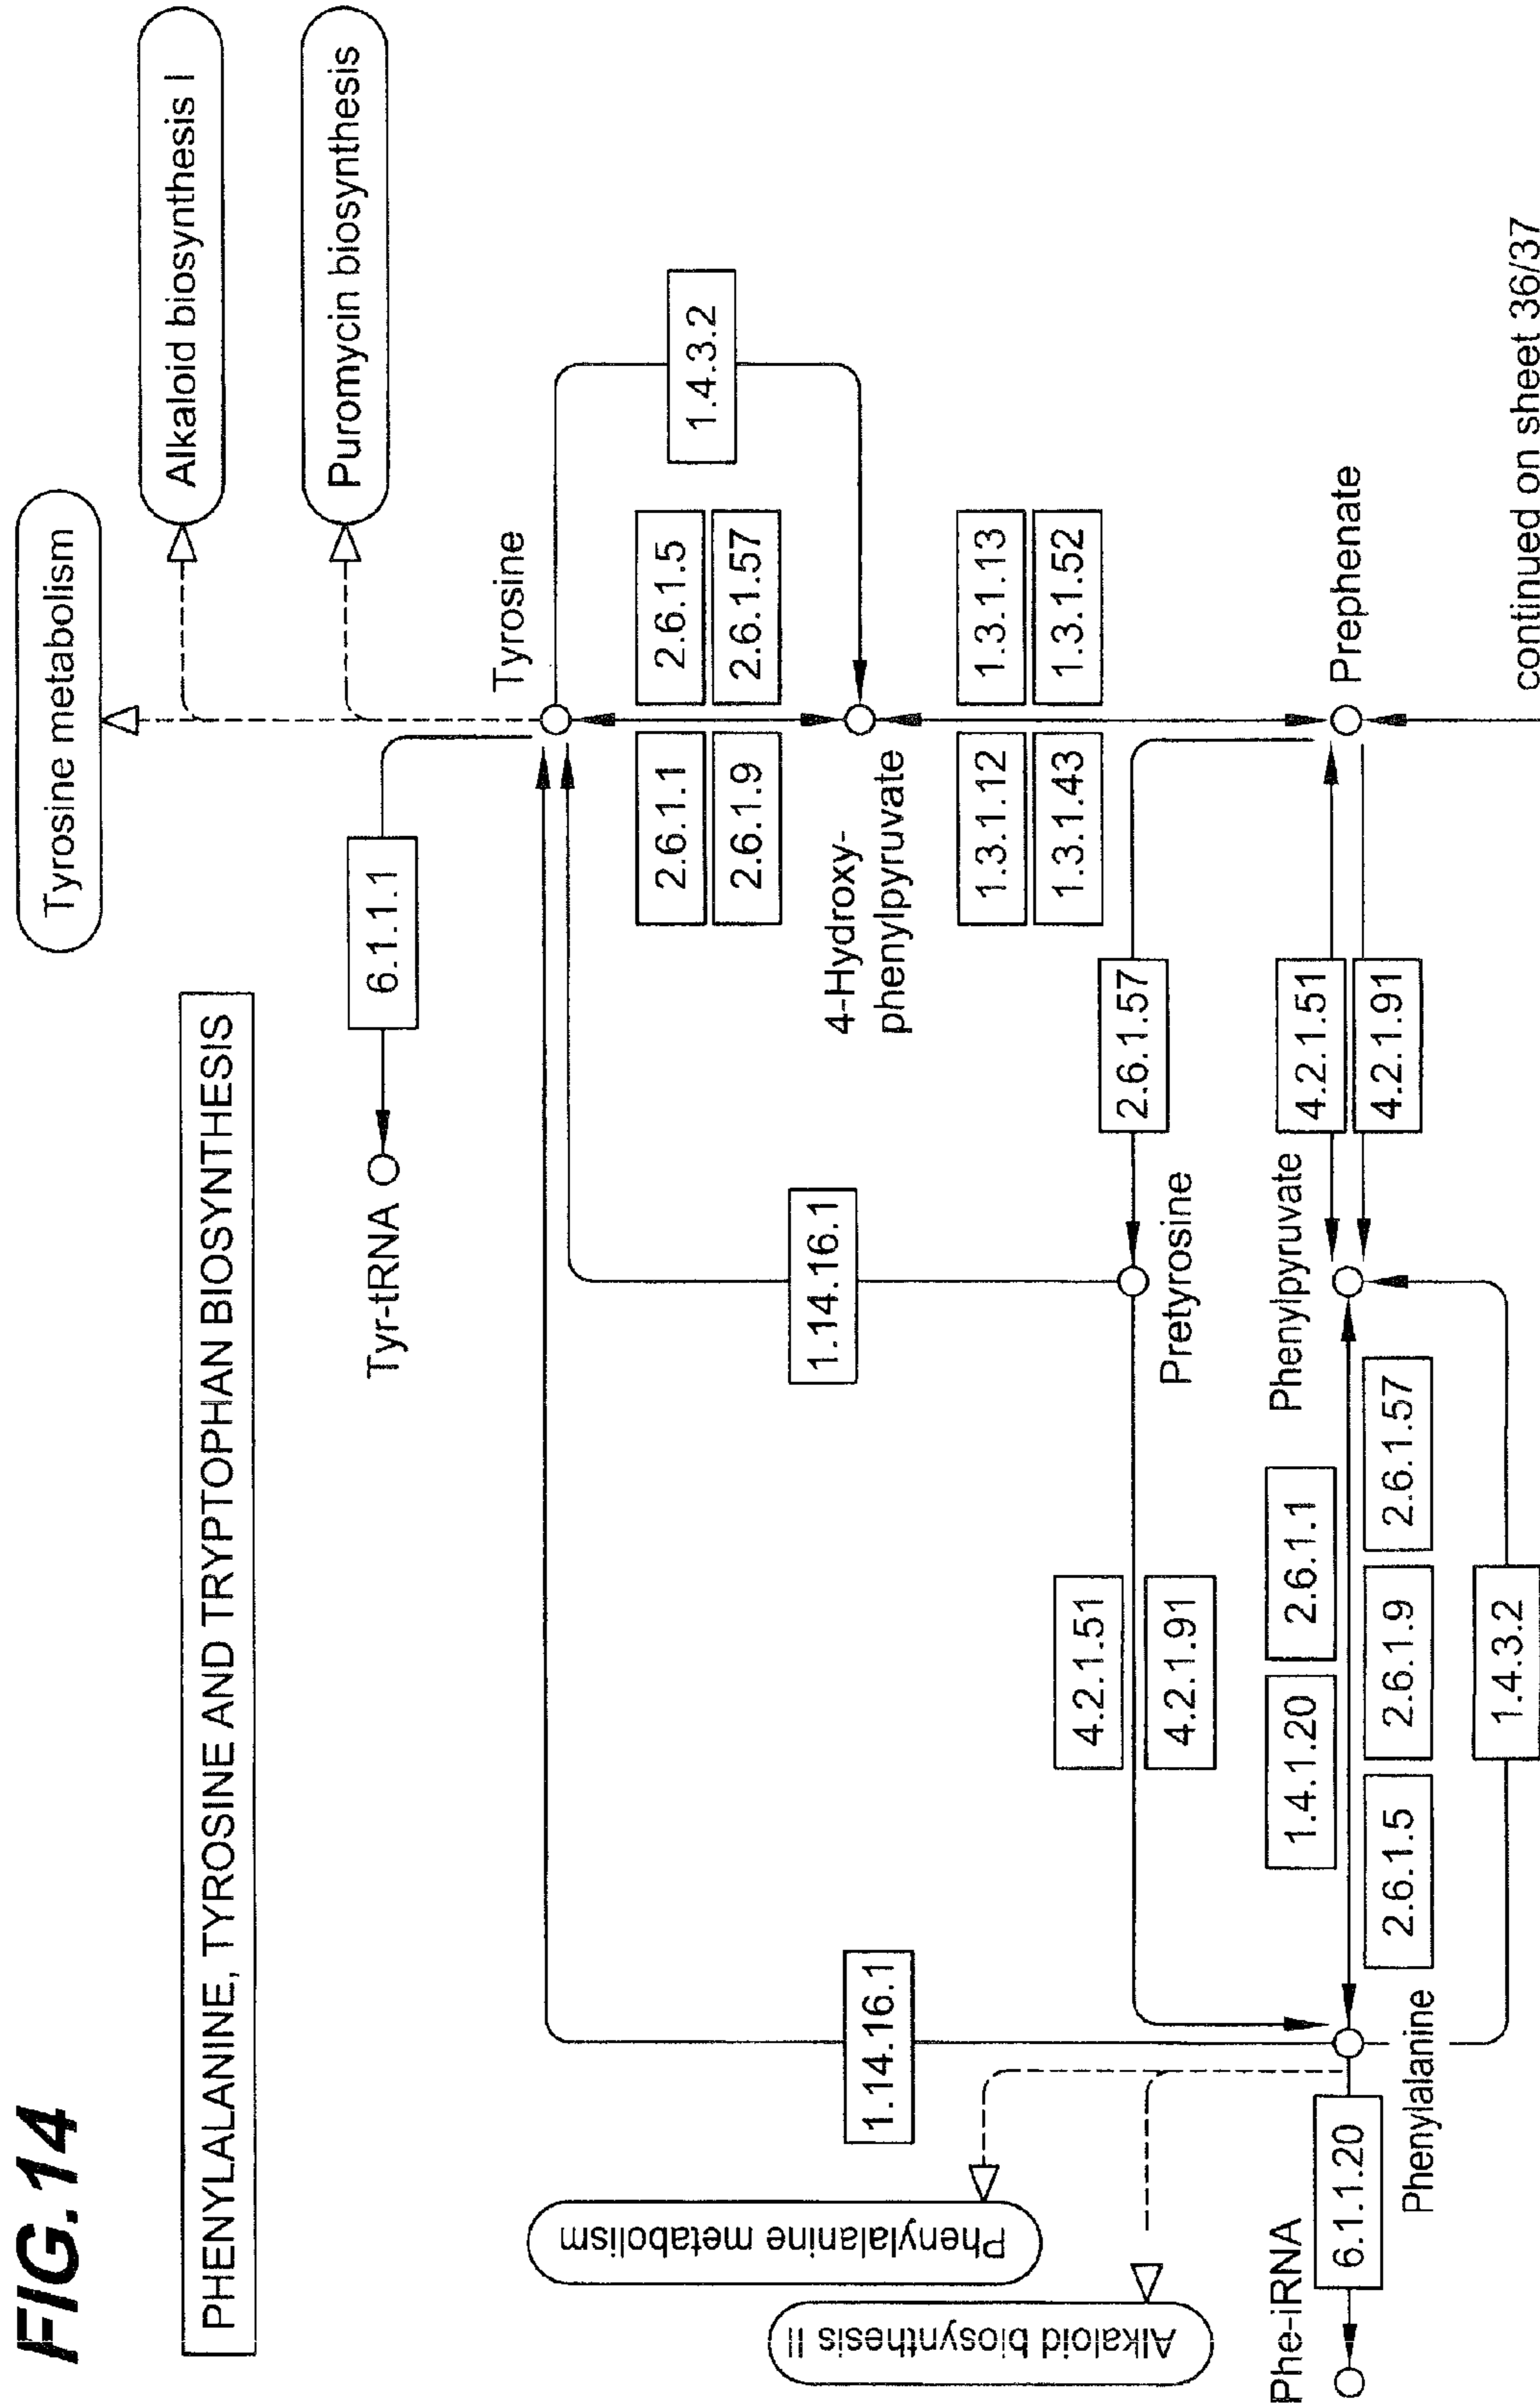 FIG.14
PHENYLALANINE, TYROSINE AND TRYPTOPHAN BIOSYNTHESIS
Tyrosine metabolism
Alkaloid biosynthesis I
Puromycin biosynthesis
6.1.1.1
Tyr-tRNA
Tyrosine
1.4.3.2
2.6.1.1
2.6.1.5
2.6.1.9
2.6.1.57
4-Hydroxy-
phenylpyruvate
1.3.1.12
1.3.1.13
1.3.1.43
1.3.1.52
1.14.16.1
1.14.16.1
2.6.1.57
Pretyrosine
4.2.1.51
4.2.1.91
Phenylalanine metabolism
Alkaloid biosynthesis II
Phenylpyruvate
4.2.1.51
4.2.1.91
Prephenate
1.4.1.20
2.6.1.1
2.6.1.5
2.6.1.9
2.6.1.57
1.4.3.2
Phe-iRNA
6.1.1.20
Phenylalanine
continued on sheet 36/37